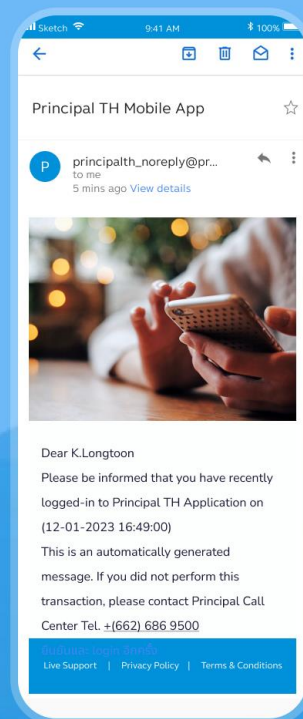 Sketch
9:41 AM
100%
Principal TH Mobile App
P
principalth_noreply@pr...
to me
5 mins ago View details
Dear K.Longtoon
Please be informed that you have recently
logged-in to Principal TH Application on
(12-01-2023 16:49:00)
This is an automatically generated
message. If you did not perform this
transaction, please contact Principal Call
Center Tel. +(662) 686 9500
Live Support | Privacy Policy | Terms & Conditions